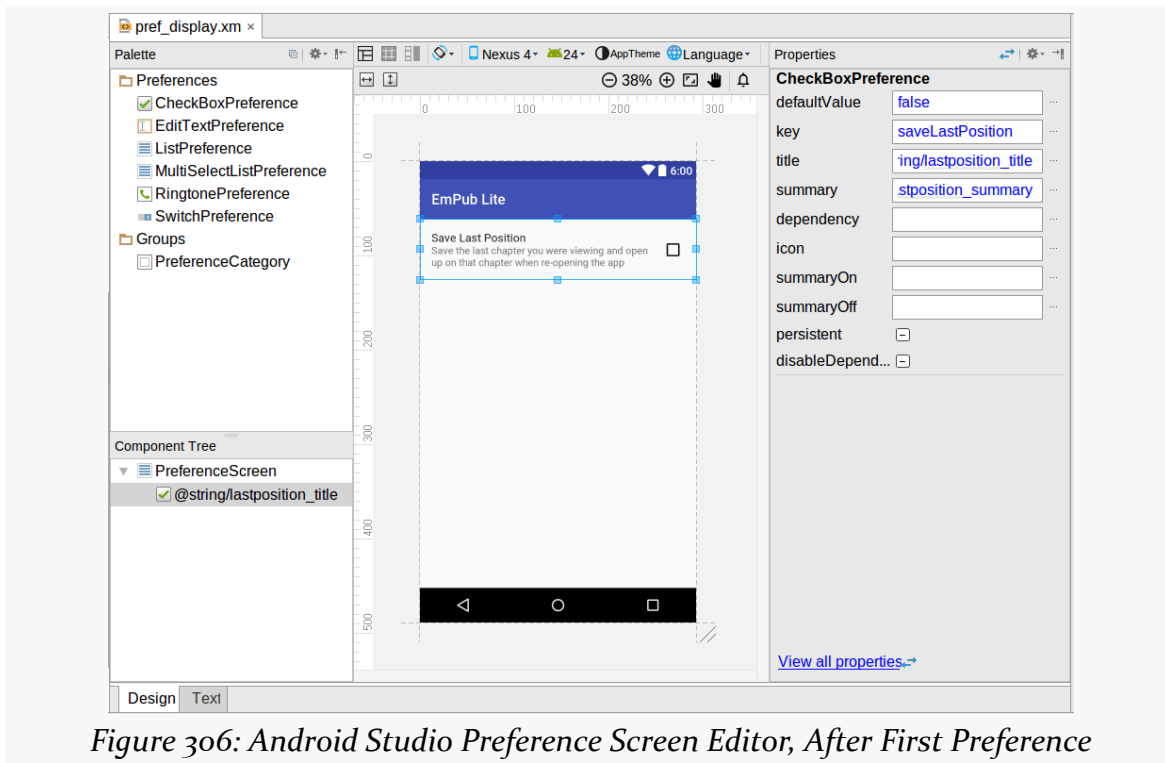 pref_display.xm ×
Palette
Nexus 4 24 AppTheme Language
Properties
Preferences
CheckBoxPreference
EditTextPreference
ListPreference
MultiSelectListPreference
RingtonePreference
SwitchPreference
Groups
PreferenceCategory
38%
0 100 200 300
0
100
200
300
400
500
6:00
EmPub Lite
Save Last Position
Save the last chapter you were viewing and open
up on that chapter when re-opening the app
CheckBoxPreference
defaultValue false
key saveLastPosition
title ring/lastposition_title
summary stposition_summary
dependency
icon
summaryOn
summaryOff
persistent
disableDepend...
View all properties
Component Tree
PreferenceScreen
@string/lastposition_title
Design Text
Figure 306: Android Studio Preference Screen Editor, After First Preference